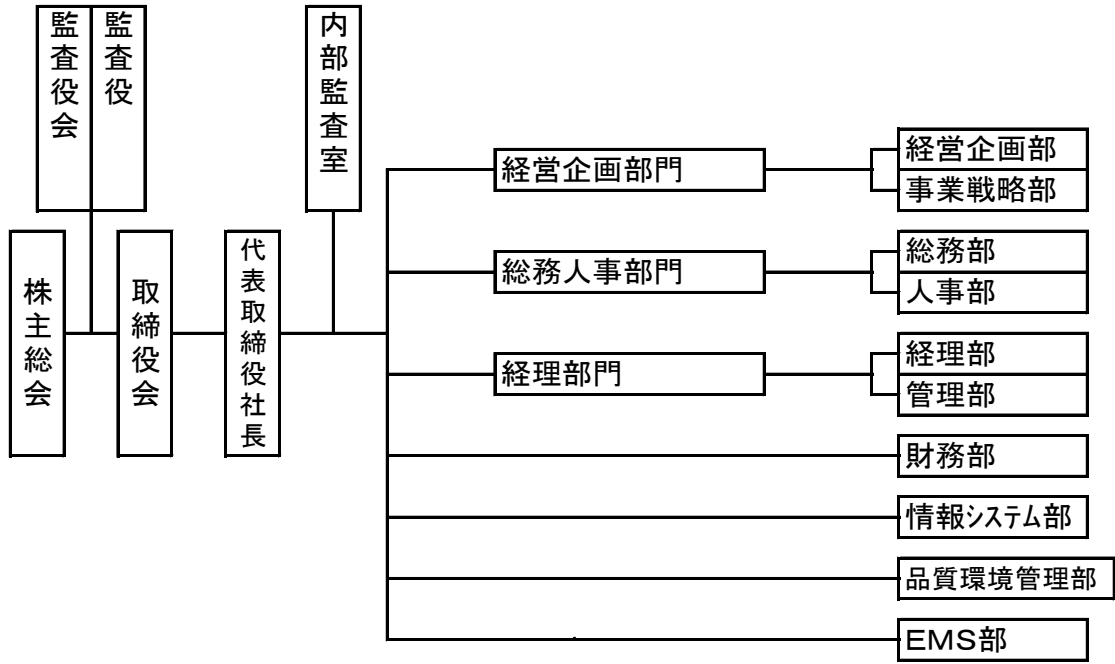 監査役会
監査役
内部監査室
株主総会
取締役会
代表取締役社長
経営企画部門
経営企画部
事業戦略部
総務人事部門
総務部
人事部
経理部門
経理部
管理部
財務部
情報システム部
品質環境管理部
EMS部